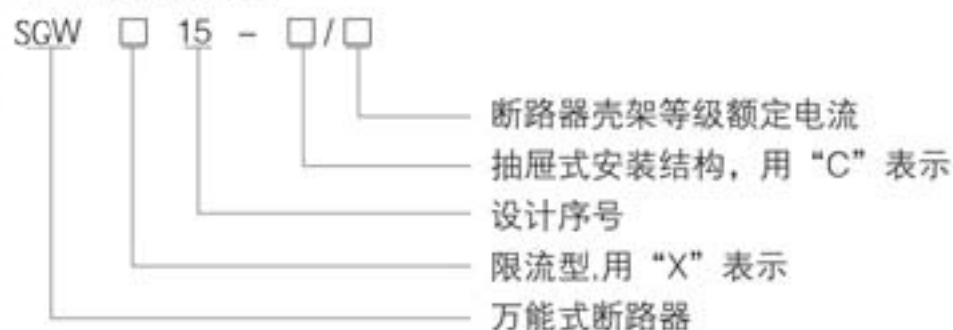 SGW □ 15 - □/□
断路器壳架等级额定电流
抽屉式安装结构，用“C”表示
设计序号
限流型,用“X”表示
万能式断路器